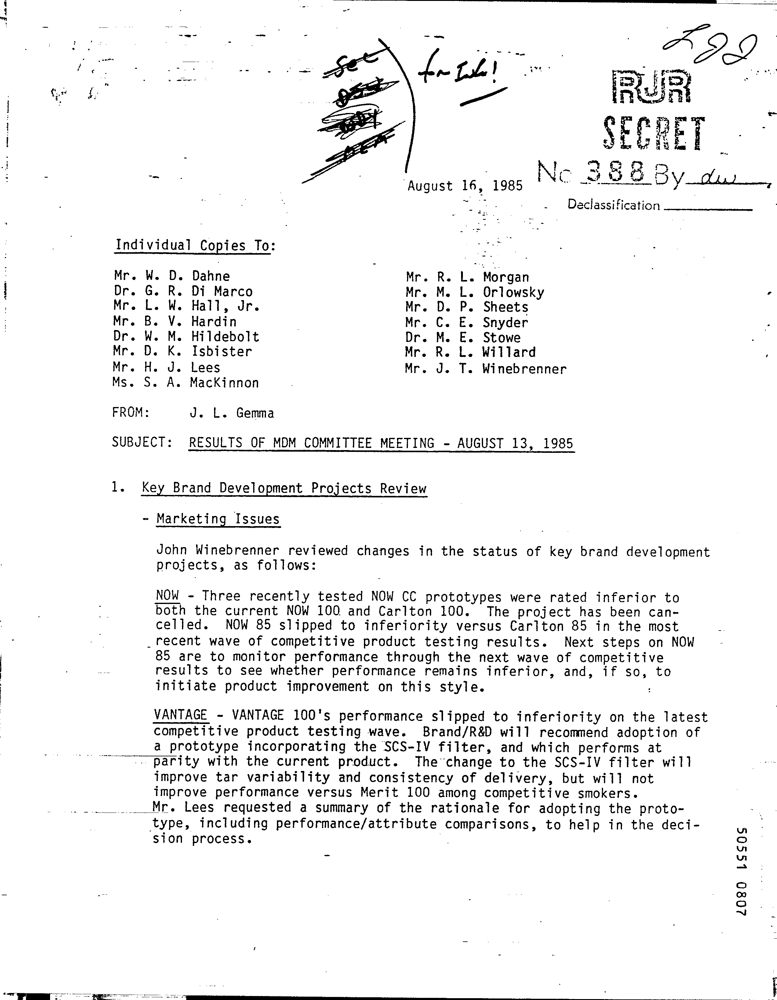 for Info!
RJR
SECRET
No 388 By dw
August 16, 1985
Declassification
Individual Copies To:
Mr. W. D. Dahne
Dr. G. R. Di Marco
Mr. L. W. Hall, Jr.
Mr. B. V. Hardin
Dr. W. M. Hildebolt
Mr. D. K. Isbister
Mr. H. J. Lees
Ms. S. A. MacKinnon
Mr. R. L. Morgan
Mr. M. L. Orlowsky
Mr. D. P. Sheets
Mr. C. E. Snyder
Dr. M. E. Stowe
Mr. R. L. Willard
Mr. J. T. Winebrenner
FROM: J. L. Gemma
SUBJECT: RESULTS OF MDM COMMITTEE MEETING - AUGUST 13, 1985
1. Key Brand Development Projects Review
- Marketing Issues
John Winebrenner reviewed changes in the status of key brand development
projects, as follows:
NOW - Three recently tested NOW CC prototypes were rated inferior to
both the current NOW 100 and Carlton 100. The project has been can-
celled. NOW 85 slipped to inferiority versus Carlton 85 in the most
recent wave of competitive product testing results. Next steps on NOW
85 are to monitor performance through the next wave of competitive
results to see whether performance remains inferior, and, if so, to
initiate product improvement on this style.
VANTAGE - VANTAGE 100's performance slipped to inferiority on the latest
competitive product testing wave. Brand/R&D will recommend adoption of
a prototype incorporating the SCS-IV filter, and which performs at
parity with the current product. The change to the SCS-IV filter will
improve tar variability and consistency of delivery, but will not
improve performance versus Merit 100 among competitive smokers.
Mr. Lees requested a summary of the rationale for adopting the proto-
type, including performance/attribute comparisons, to help in the deci-
sion process.
50551 0807